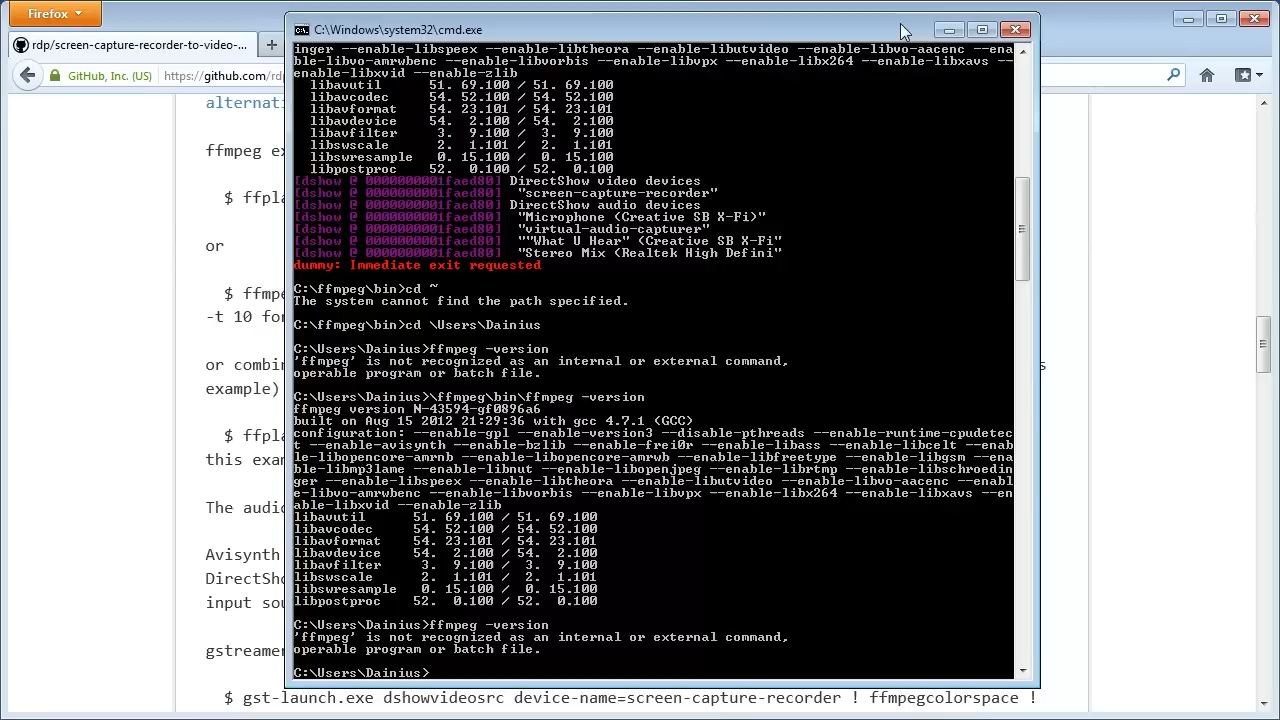 Firefox
rdp/screen-capture-recorder-to-video-...
GitHub, Inc. (US)
https://github.com/rdp
alternati
ffmpeg ex
$ ffpla
or
$ ffmpe
-t 10 for
or combin
s
example)
$ ffpla
this exam
The audio
Avisynth
DirectSho
input sou
gstreamer
$ gst-launch.exe dshowvideosrc device-name=screen-capture-recorder ! ffmpegcolorspace !
C:\Windows\system32\cmd.exe
inger --enable-libspeex --enable-libtheora --enable-libutvideo --enable-libvo-aacenc --ena
ble-libvo-amrwbenc --enable-libvorbis --enable-libvpx --enable-libx264 --enable-libxavs --
enable-libxvid --enable-zlib
libavutil 51. 69.100 / 51. 69.100
libavcodec 54. 52.100 / 54. 52.100
libavformat 54. 23.101 / 54. 23.101
libavdevice 54. 2.100 / 54. 2.100
libavfilter 3. 9.100 / 3. 9.100
libswscale 2. 1.101 / 2. 1.101
libswresample 0. 15.100 / 0. 15.100
libpostproc 52. 0.100 / 52. 0.100
[dshow @ 0000000001faed80] DirectShow video devices
[dshow @ 0000000001faed80] "screen-capture-recorder"
[dshow @ 0000000001faed80] DirectShow audio devices
[dshow @ 0000000001faed80] "Microphone (Creative SB X-Fi)"
[dshow @ 0000000001faed80] "virtual-audio-capturer"
[dshow @ 0000000001faed80] ""What U Hear" (Creative SB X-Fi"
[dshow @ 0000000001faed80] "Stereo Mix (Realtek High Defini"
dummy: Immediate exit requested
C:\ffmpeg\bin>cd ~
The system cannot find the path specified.
C:\ffmpeg\bin>cd \Users\Dainius
C:\Users\Dainius>ffmpeg -version
'ffmpeg' is not recognized as an internal or external command,
operable program or batch file.
C:\Users\Dainius>\ffmpeg\bin\ffmpeg -version
ffmpeg version N-43594-gf0896a6
built on Aug 15 2012 21:29:36 with gcc 4.7.1 (GCC)
configuration: --enable-gpl --enable-version3 --disable-pthreads --enable-runtime-cpudetec
t --enable-avisynth --enable-bzlib --enable-frei0r --enable-libass --enable-libcelt --enab
le-libopencore-amrnb --enable-libopencore-amrwb --enable-libfreetype --enable-libgsm --ena
ble-libmp3lame --enable-libnut --enable-libopenjpeg --enable-librtmp --enable-libschroedin
ger --enable-libspeex --enable-libtheora --enable-libutvideo --enable-libvo-aacenc --enabl
e-libvo-amrwbenc --enable-libvorbis --enable-libvpx --enable-libx264 --enable-libxavs --en
able-libxvid --enable-zlib
libavutil 51. 69.100 / 51. 69.100
libavcodec 54. 52.100 / 54. 52.100
libavformat 54. 23.101 / 54. 23.101
libavdevice 54. 2.100 / 54. 2.100
libavfilter 3. 9.100 / 3. 9.100
libswscale 2. 1.101 / 2. 1.101
libswresample 0. 15.100 / 0. 15.100
libpostproc 52. 0.100 / 52. 0.100
C:\Users\Dainius>ffmpeg -version
'ffmpeg' is not recognized as an internal or external command,
operable program or batch file.
C:\Users\Dainius>